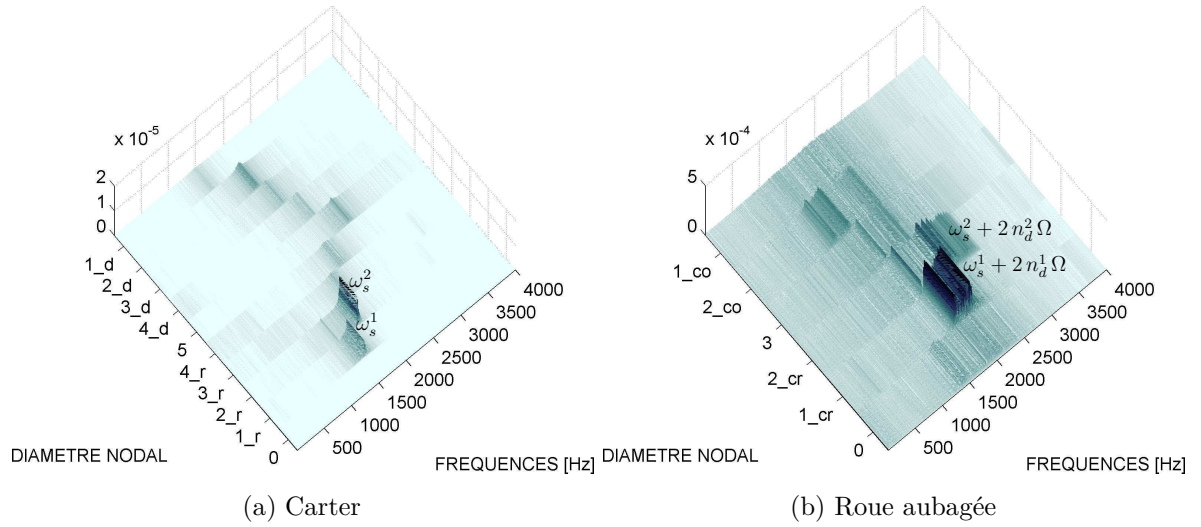 x 10⁻⁵
2
1
0
1_d
2_d
3_d
4_d
5
4_r
3_r
2_r
1_r
0
500
1000
1500
2000
2500
3000
3500
4000
ω_s^2
ω_s^1
DIAMETRE NODAL
FREQUENCES [Hz]
(a) Carter
x 10⁻⁴
5
0
1_co
2_co
3
2_cr
1_cr
0
500
1000
1500
2000
2500
3000
3500
4000
ω_s^2 + 2 n_d^2 Ω
ω_s^1 + 2 n_d^1 Ω
DIAMETRE NODAL
FREQUENCES [Hz]
(b) Roue aubagée